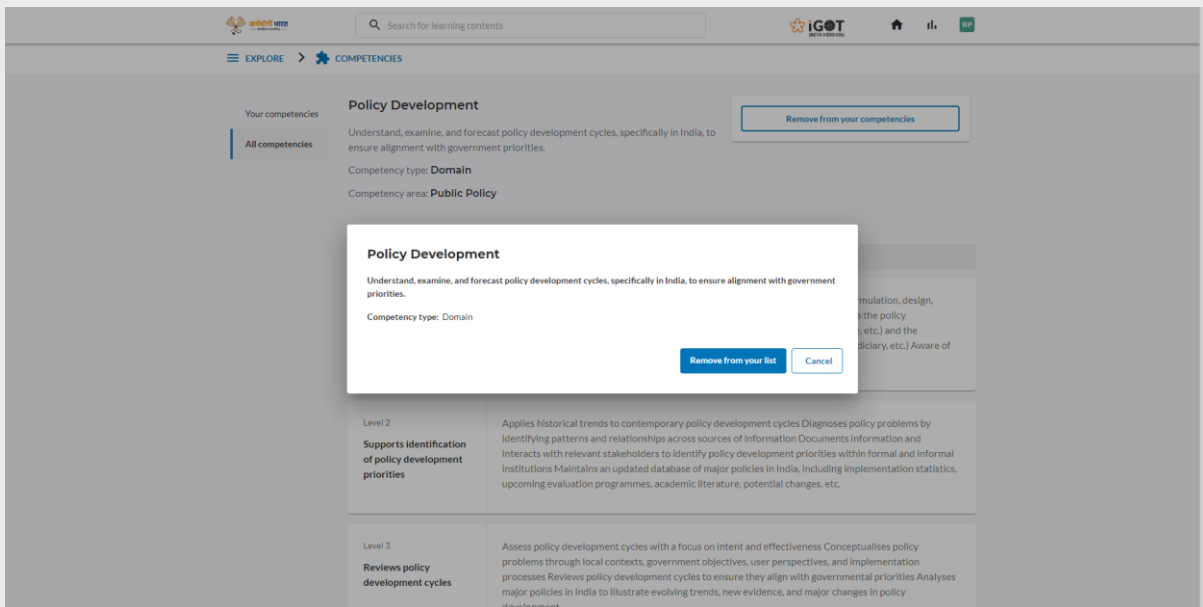 कर्मयोगी भारत
Search for learning contents
iGOT
(BETA VERSION)
RP
EXPLORE
COMPETENCIES
Your competencies
All competencies
Policy Development
Understand, examine, and forecast policy development cycles, specifically in India, to
ensure alignment with government priorities.
Competency type: Domain
Competency area: Public Policy
Remove from your competencies
Policy Development
Understand, examine, and forecast policy development cycles, specifically in India, to ensure alignment with government
priorities.
Competency type: Domain
Remove from your list
Cancel
mulation, design,
s the policy
, etc.) and the
diciary, etc.) Aware of
Level 2
Supports identification
of policy development
priorities
Applies historical trends to contemporary policy development cycles Diagnoses policy problems by
identifying patterns and relationships across sources of information Documents information and
interacts with relevant stakeholders to identify policy development priorities within formal and informal
institutions Maintains an updated database of major policies in India, including implementation statistics,
upcoming evaluation programmes, academic literature, potential changes, etc.
Level 3
Reviews policy
development cycles
Assess policy development cycles with a focus on intent and effectiveness Conceptualises policy
problems through local contexts, government objectives, user perspectives, and implementation
processes Reviews policy development cycles to ensure they align with governmental priorities Analyses
major policies in India to illustrate evolving trends, new evidence, and major changes in policy
development